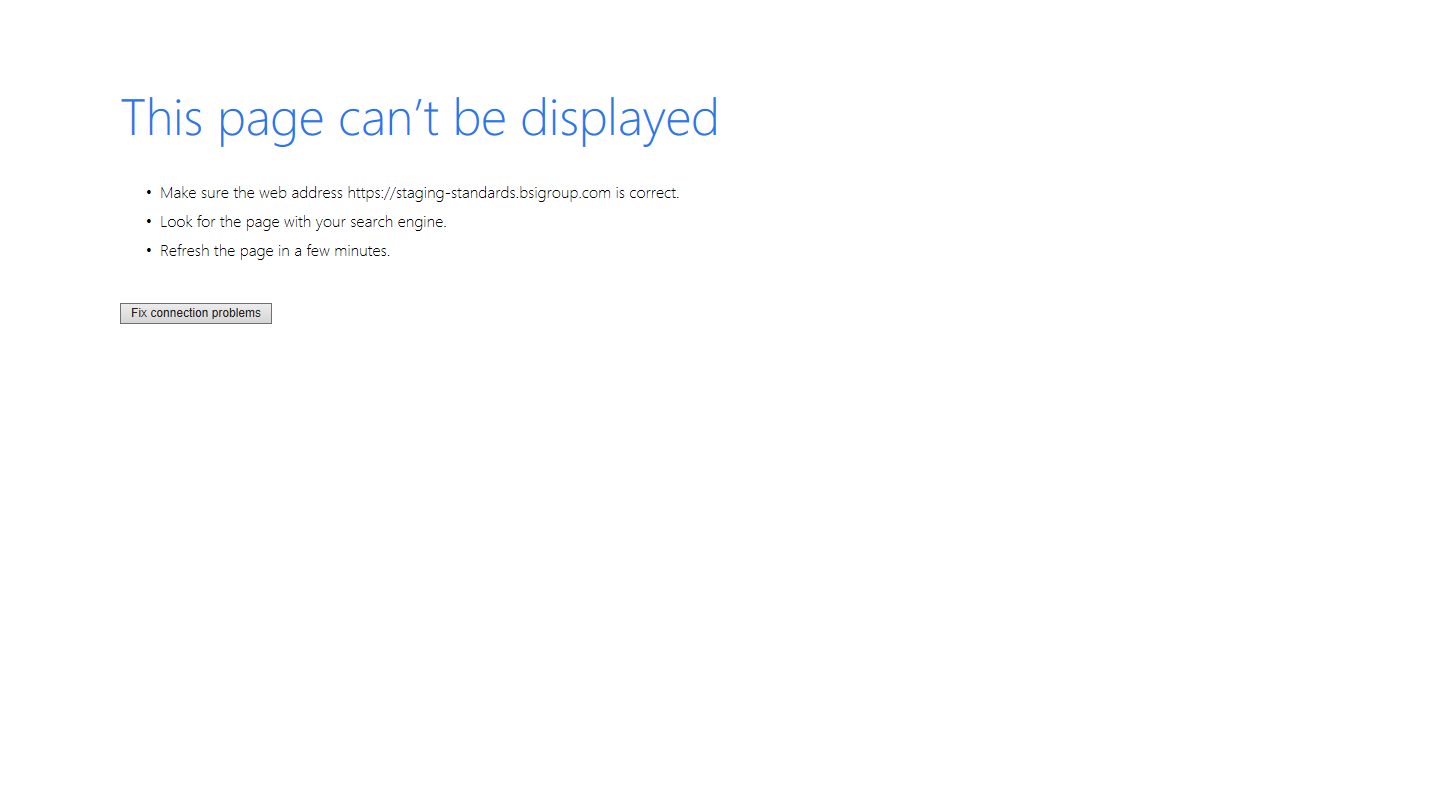 This page can’t be displayed
• Make sure the web address https://staging-standards.bsigroup.com is correct.
• Look for the page with your search engine.
• Refresh the page in a few minutes.
Fix connection problems